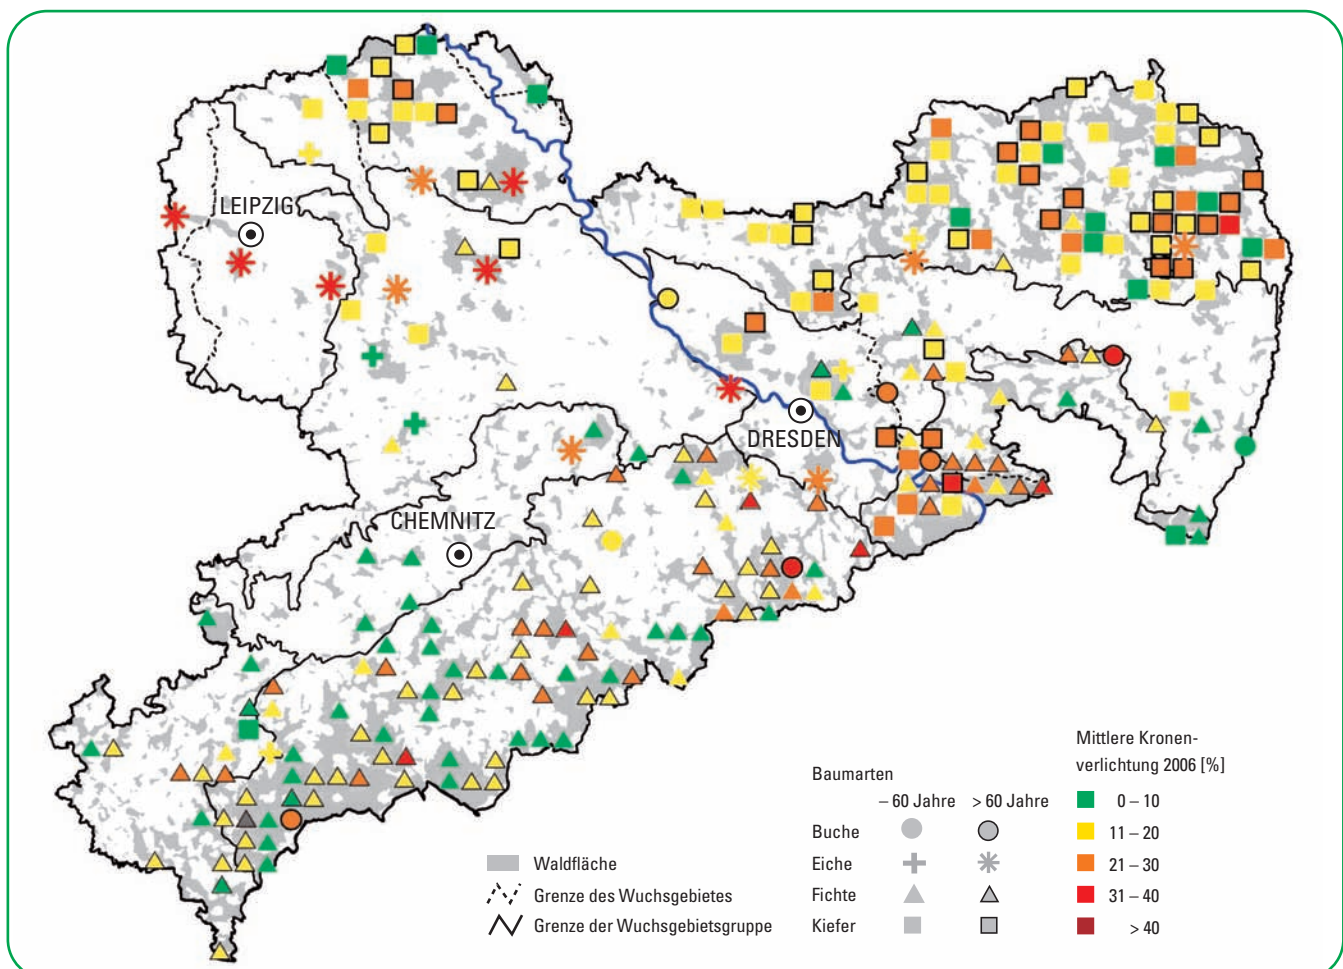 LEIPZIG
DRESDEN
CHEMNITZ
Waldfläche
Grenze des Wuchsgebietes
Grenze der Wuchsgebietsgruppe
Baumarten
– 60 Jahre > 60 Jahre
Buche
Eiche
Fichte
Kiefer
Mittlere Kronen-
verlichtung 2006 [%]
0 – 10
11 – 20
21 – 30
31 – 40
> 40